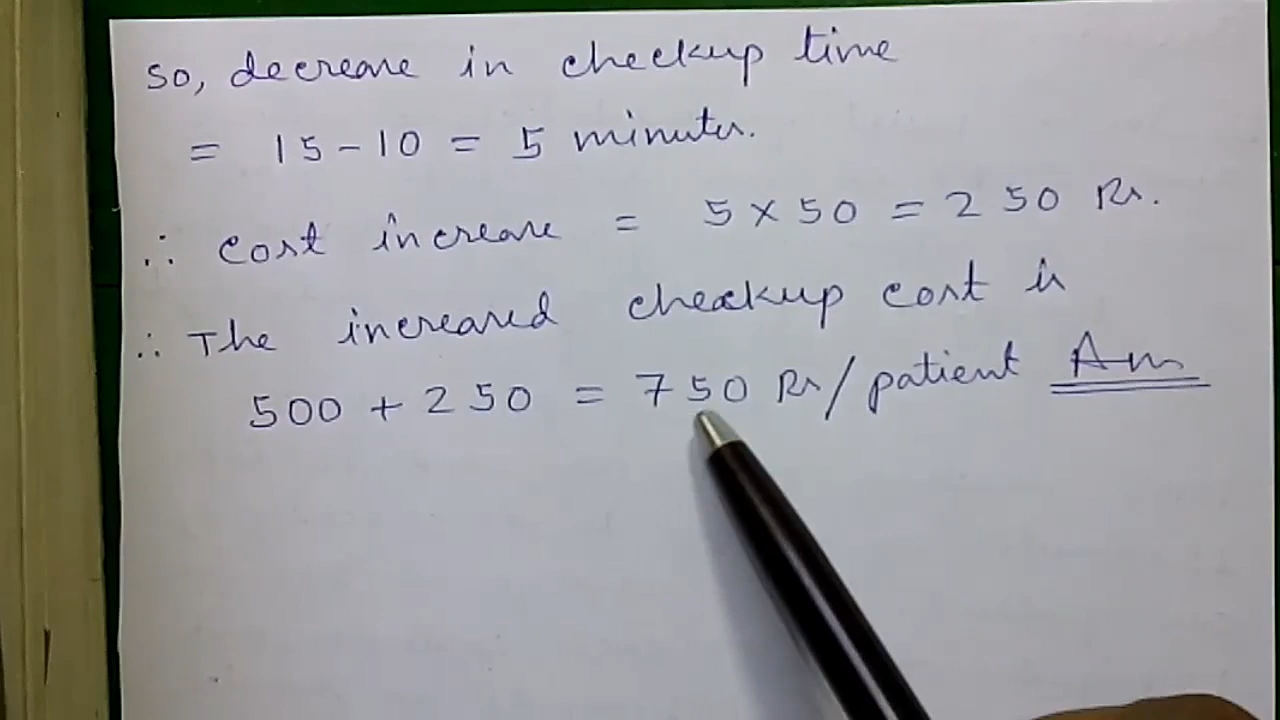 So, decrease in checkup time
= 15 - 10 = 5 minutes.
∴ Cost increase = 5 × 50 = 250 Rs.
∴ The increased checkup cost is
500 + 250 = 750 Rs/patient Ans